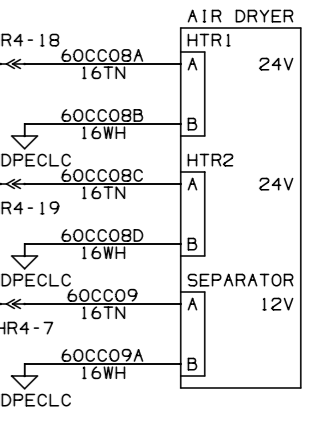 AIR DRYER
R4-18 HTR1
60CC08A A 24V
16TN
60CC08B B
16WH
DPECLC HTR2
60CC08C A 24V
16TN
R4-19
60CC08D B
16WH
DPECLC SEPARATOR
60CC09 A 12V
16TN
HR4-7
60CC09A B
16WH
DPECLC